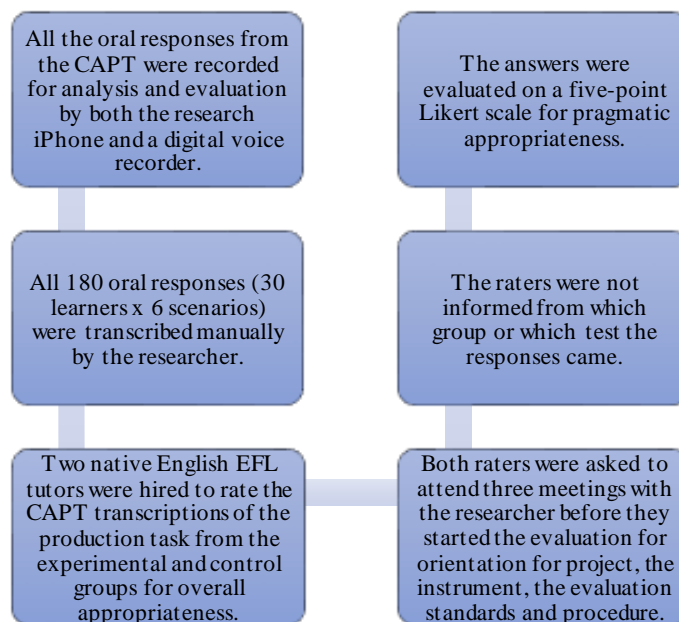 All the oral responses from
the CAPT were recorded
for analysis and evaluation
by both the research
iPhone and a digital voice
recorder.
All 180 oral responses (30
learners x 6 scenarios)
were transcribed manually
by the researcher.
Two native English EFL
tutors were hired to rate the
CAPT transcriptions of the
production task from the
experimental and control
groups for overall
appropriateness.
Both raters were asked to
attend three meetings with
the researcher before they
started the evaluation for
orientation for project, the
instrument, the evaluation
standards and procedure.
The raters were not
informed from which
group or which test the
responses came.
The answers were
evaluated on a five-point
Likert scale for pragmatic
appropriateness.